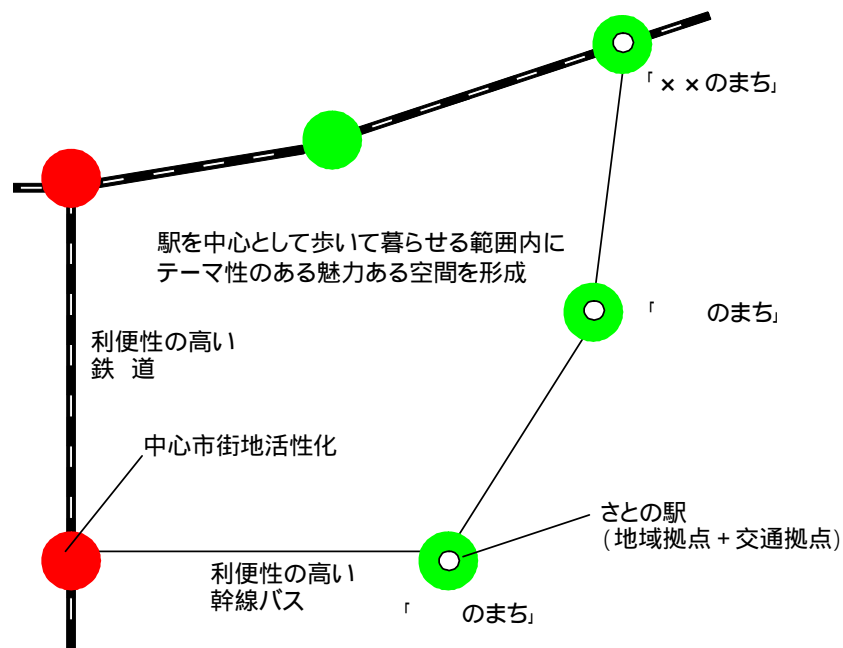 「××のまち」
駅を中心として歩いて暮らせる範囲内に
テーマ性のある魅力ある空間を形成
「　　のまち」
利便性の高い
鉄 道
中心市街地活性化
さとの駅
(地域拠点+交通拠点)
利便性の高い
幹線バス
「　　のまち」